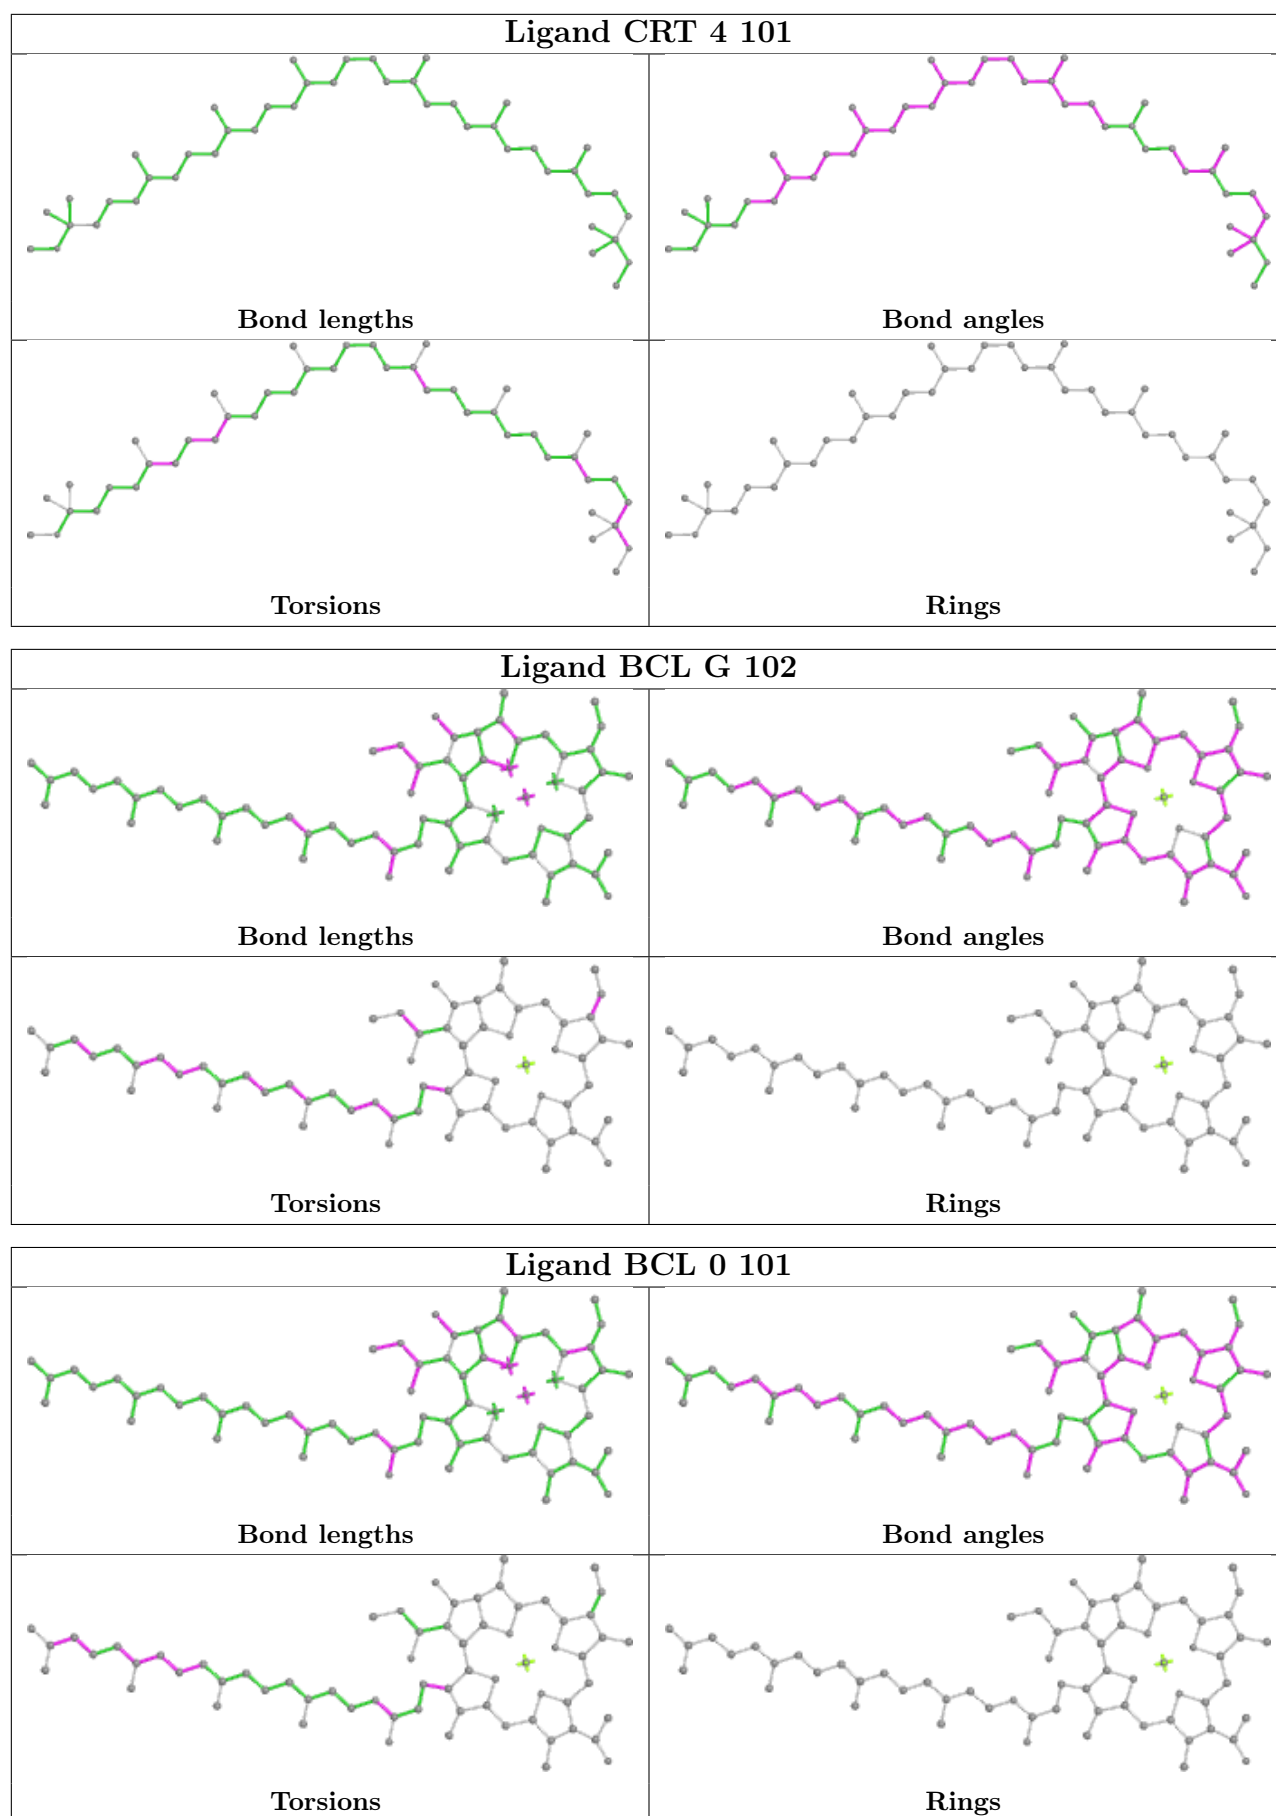 Ligand CRT 4 101
Bond lengths
Bond angles
Torsions
Rings
Ligand BCL G 102
Bond lengths
Bond angles
Torsions
Rings
Ligand BCL 0 101
Bond lengths
Bond angles
Torsions
Rings